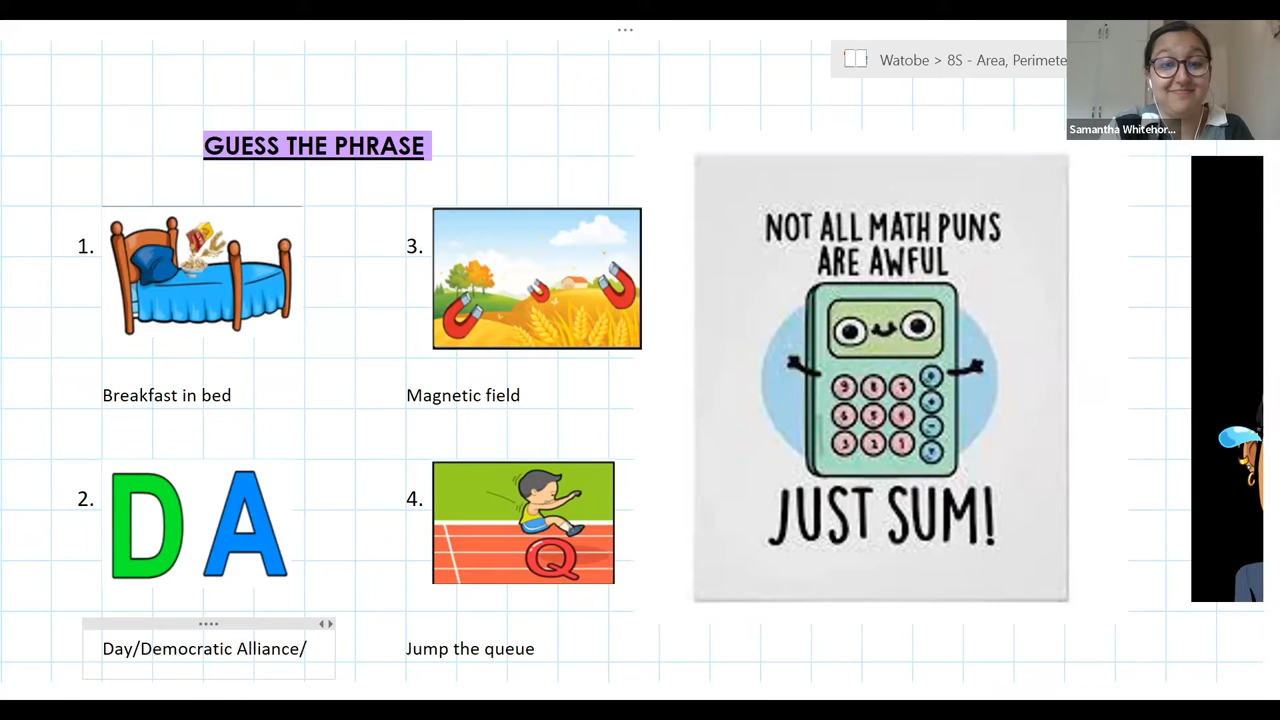 Watobe > 8S - Area, Perimete
Samantha Whitehor...
GUESS THE PHRASE
1.
Breakfast in bed
2.
D A
Day/Democratic Alliance/
3.
Magnetic field
4.
Q
Jump the queue
NOT ALL MATH PUNS
ARE AWFUL
JUST SUM!